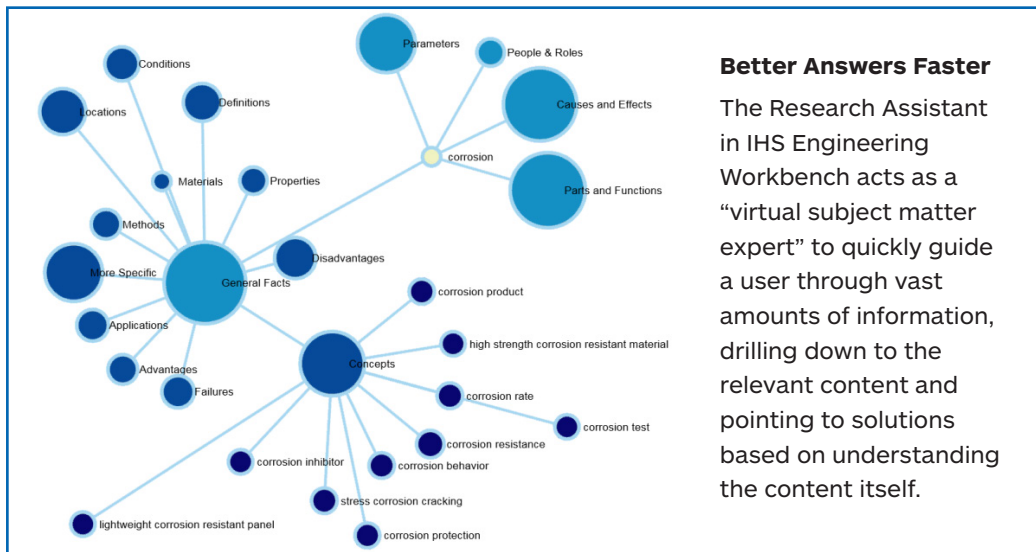 Parameters
People & Roles
Conditions
Definitions
Locations
Causes and Effects
corrosion
Materials
Properties
Parts and Functions
Methods
Disadvantages
More Specific
General Facts
corrosion product
Applications
high strength corrosion resistant material
Advantages
Concepts
Failures
corrosion rate
corrosion test
corrosion resistance
corrosion inhibitor
corrosion behavior
stress corrosion cracking
lightweight corrosion resistant panel
corrosion protection
Better Answers Faster
The Research Assistant
in IHS Engineering
Workbench acts as a
“virtual subject matter
expert” to quickly guide
a user through vast
amounts of information,
drilling down to the
relevant content and
pointing to solutions
based on understanding
the content itself.